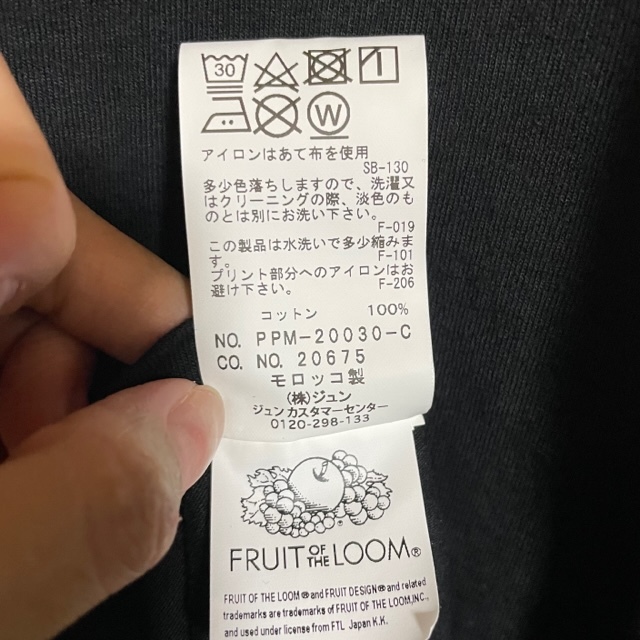 30
W
アイロンはあて布を使用
SB-130
多少色落ちしますので、洗濯又
はクリーニングの際、淡色のも
のとは別にお洗い下さい。
F-019
この製品は水洗いで多少縮みま
す。
F-101
プリント部分へのアイロンはお
避け下さい。
F-206
コットン 100%
NO. PPM-20030-C
CO. NO. 20675
モロッコ製
(株)ジュン
ジュンカスタマーセンター
0120-298-133
FRUIT OF THE LOOM®
FRUIT OF THE LOOM® and FRUIT DESIGN® and related
trademarks are trademarks of FRUIT OF THE LOOM,INC.,
and used under license from FTL Japan K.K.